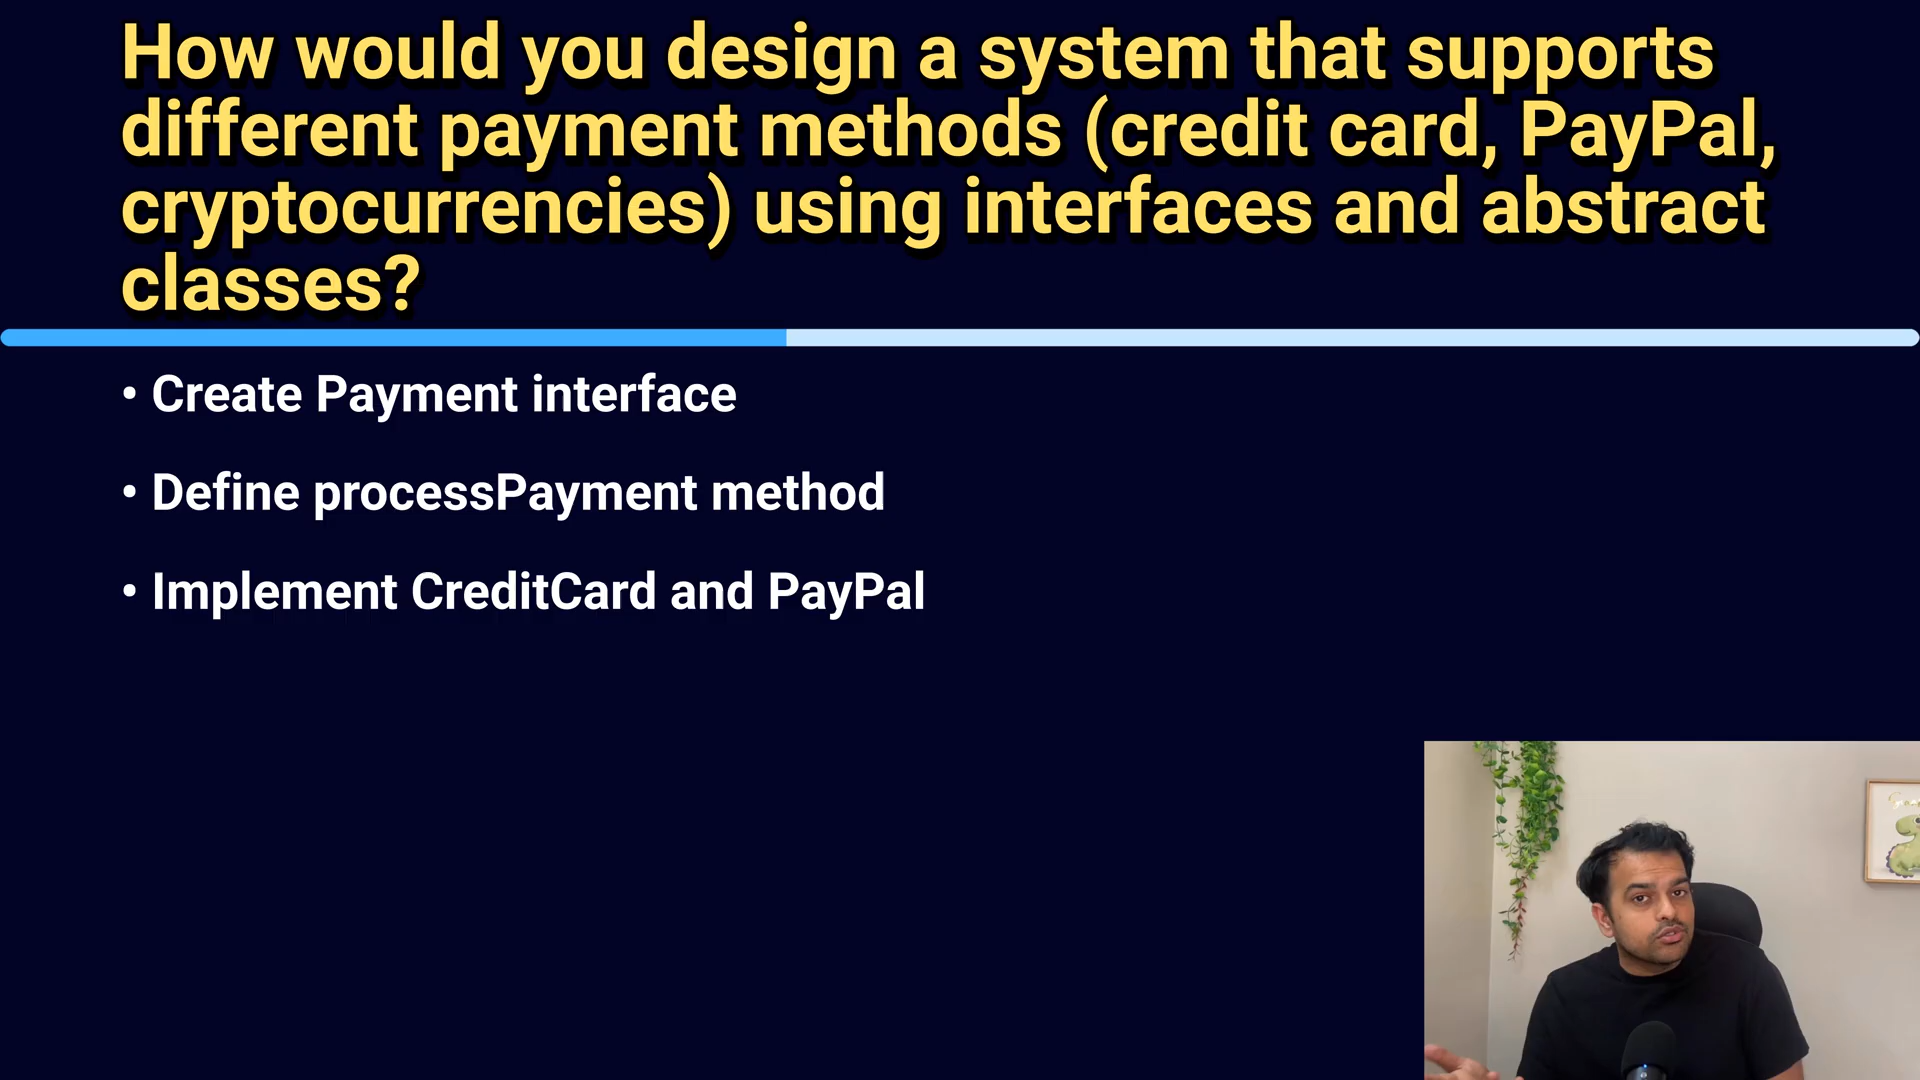 How would you design a system that supports
different payment methods (credit card, PayPal,
cryptocurrencies) using interfaces and abstract
classes?
• Create Payment interface
• Define processPayment method
• Implement CreditCard and PayPal